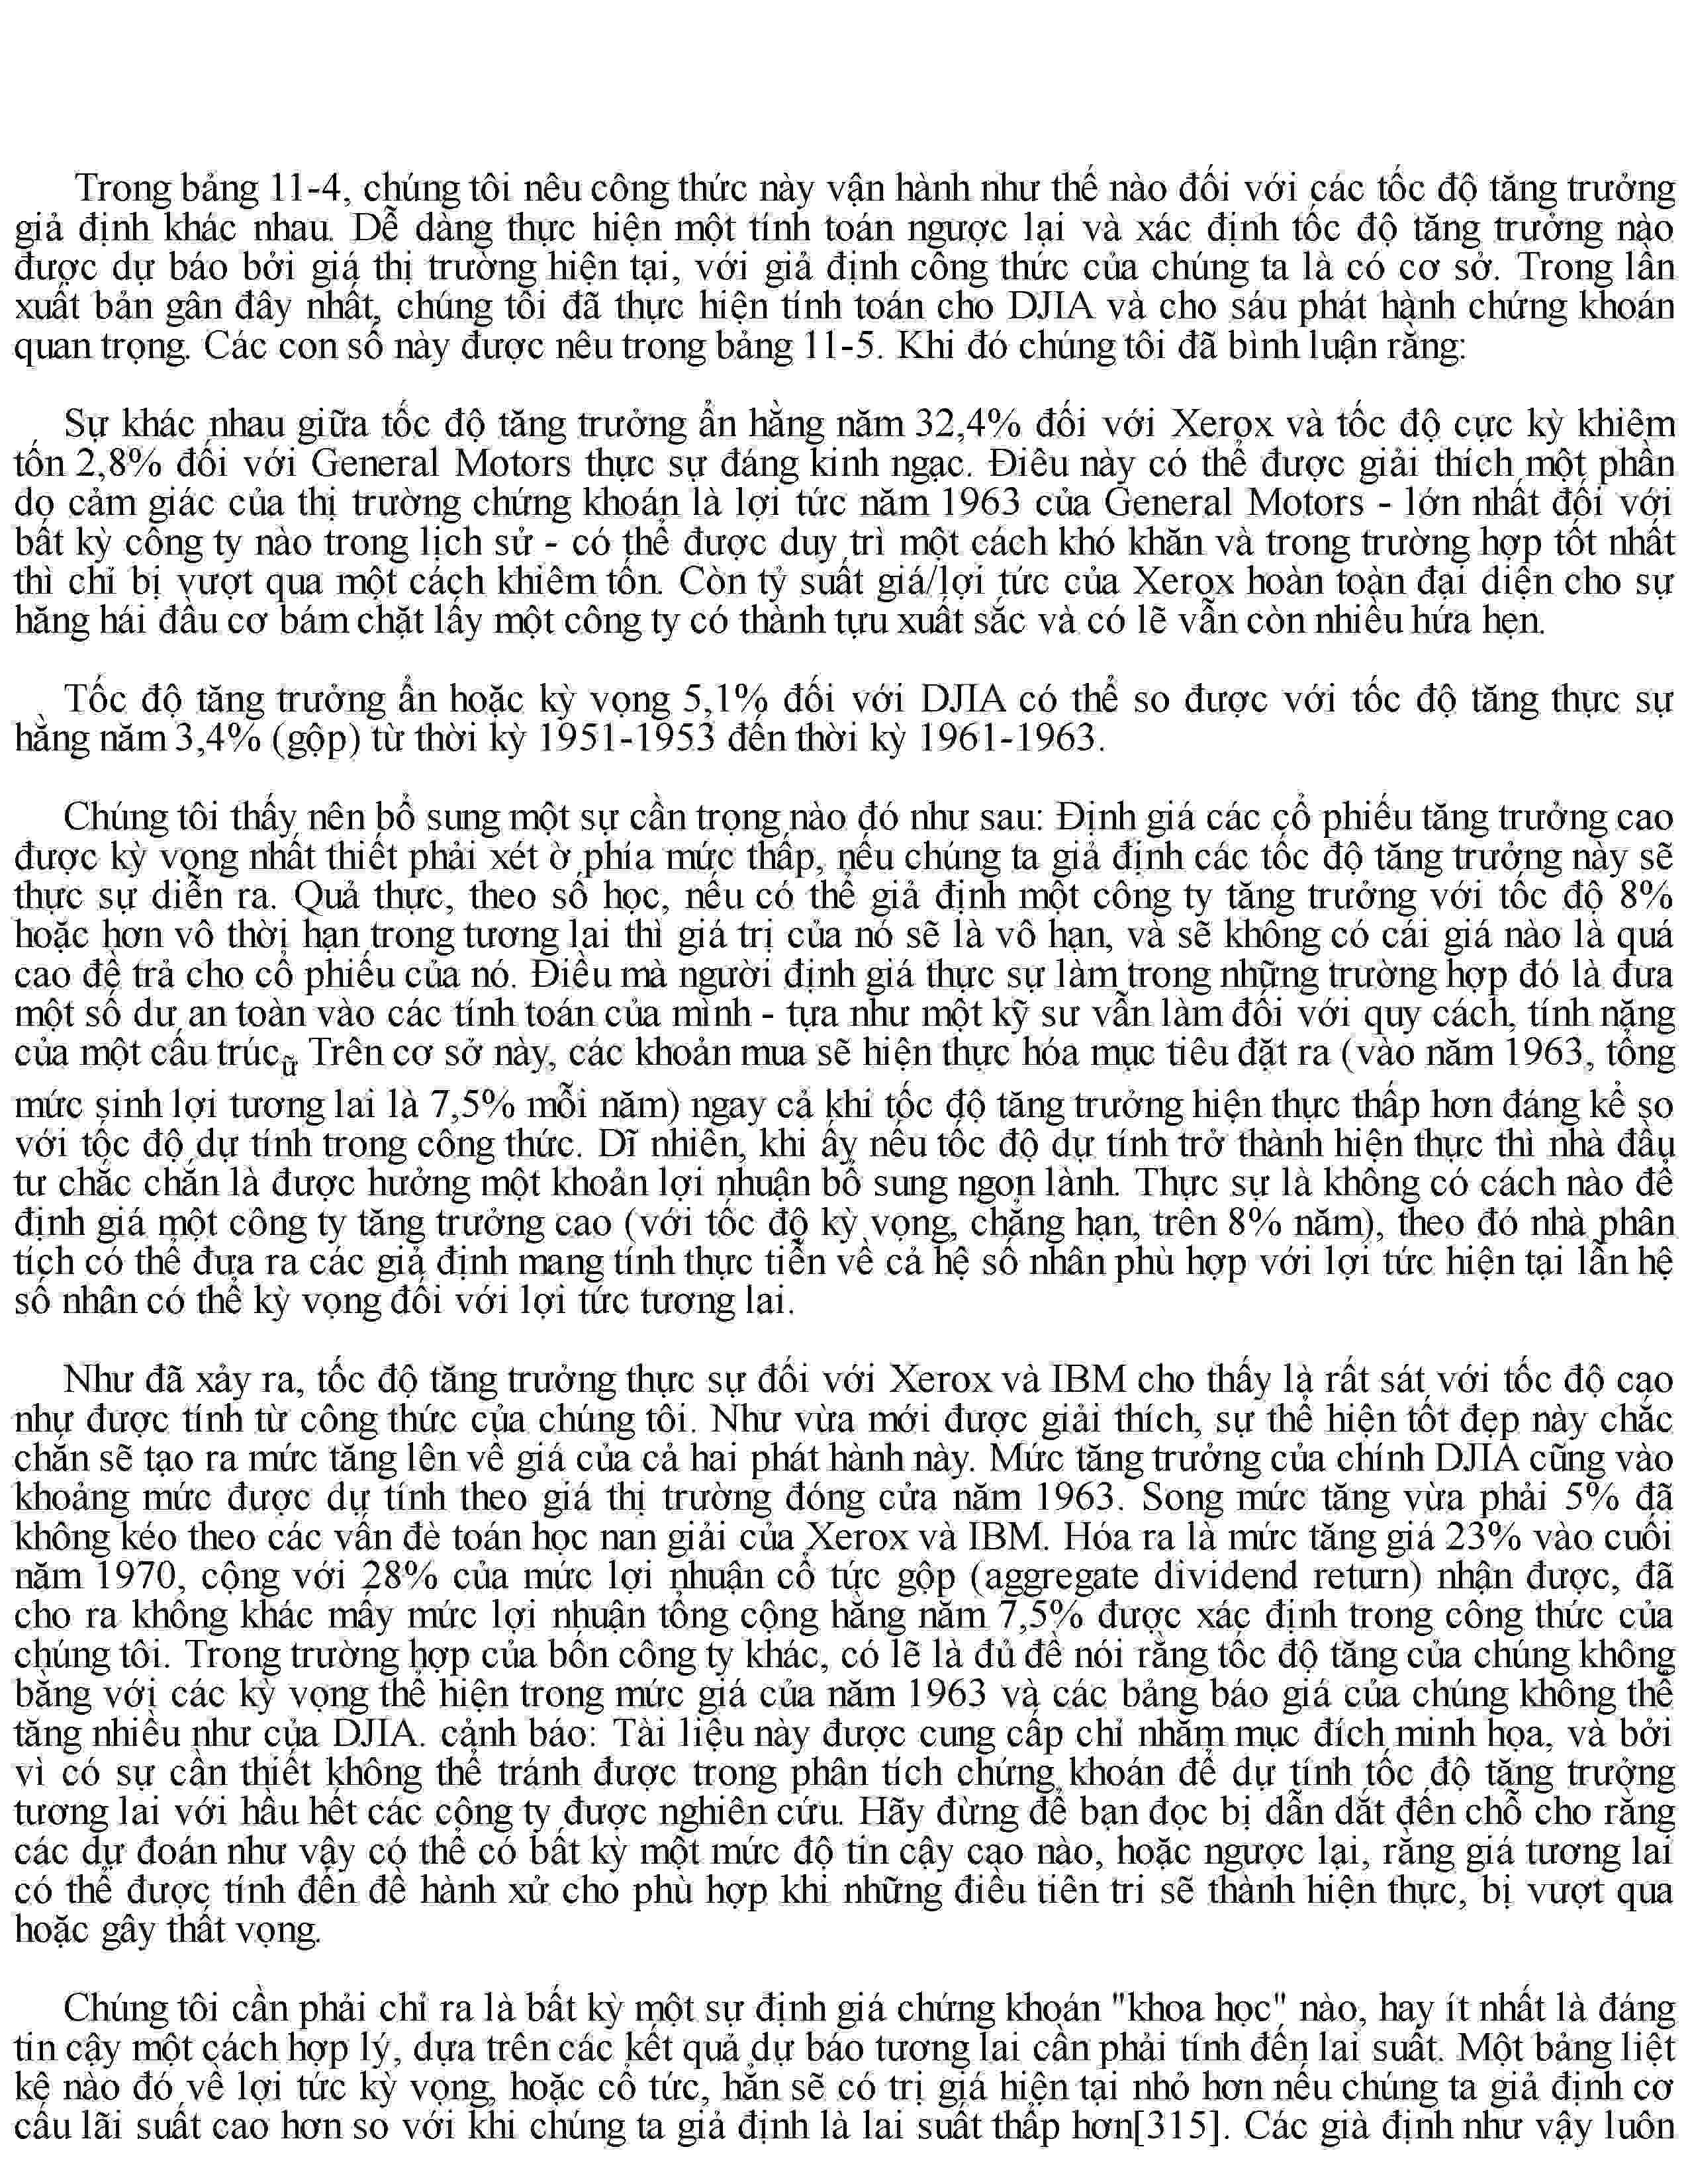 Trong bảng 11-4, chúng tôi nêu công thức này vận hành như thế nào đối với các tốc độ tăng trưởng
giả định khác nhau. Dễ dàng thực hiện một tính toán ngược lại và xác định tốc độ tăng trưởng nào
được dự báo bởi giá thị trường hiện tại, với giả định công thức của chúng ta là có cơ sở. Trong lần
xuất bản gần đây nhất, chúng tôi đã thực hiện tính toán cho DJIA và cho sáu phát hành chứng khoán
quan trọng. Các con số này được nêu trong bảng 11-5. Khi đó chúng tôi đã bình luận rằng:
Sự khác nhau giữa tốc độ tăng trưởng ẩn hằng năm 32,4% đối với Xerox và tốc độ cực kỳ khiêm
tốn 2,8% đối với General Motors thực sự đáng kinh ngạc. Điều này có thể được giải thích một phần
do cảm giác của thị trường chứng khoán là lợi tức năm 1963 của General Motors - lớn nhất đối với
bất kỳ công ty nào trong lịch sử - có thể được duy trì một cách khó khăn và trong trường hợp tốt nhất
thì chỉ bị vượt qua một cách khiêm tốn. Còn tỷ suất giá/lợi tức của Xerox hoàn toàn đại diện cho sự
hăng hái đầu cơ bám chặt lấy một công ty có thành tựu xuất sắc và có lẽ vẫn còn nhiều hứa hẹn.
Tốc độ tăng trưởng ẩn hoặc kỳ vọng 5,1% đối với DJIA có thể so được với tốc độ tăng thực sự
hằng năm 3,4% (gộp) từ thời kỳ 1951-1953 đến thời kỳ 1961-1963.
Chúng tôi thấy nên bổ sung một sự cần trọng nào đó như sau: Định giá các cổ phiếu tăng trưởng cao
được kỳ vọng nhất thiết phải xét ờ phía mức thấp, nếu chúng ta giả định các tốc độ tăng trưởng này sẽ
thực sự diễn ra. Quả thực, theo số học, nếu có thể giả định một công ty tăng trưởng với tốc độ 8%
hoặc hơn vô thời hạn trong tương lai thì giá trị của nó sẽ là vô hạn, và sẽ không có cái giá nào là quá
cao để trả cho cổ phiếu của nó. Điều mà người định giá thực sự làm trong những trường hợp đó là đưa
một số dư an toàn vào các tính toán của mình - tựa như một kỹ sư vẫn làm đối với quy cách, tính năng
của một cấu trúc<sub>ữ</sub> Trên cơ sở này, các khoản mua sẽ hiện thực hóa mục tiêu đặt ra (vào năm 1963, tổng
mức sinh lợi tương lai là 7,5% mỗi năm) ngay cả khi tốc độ tăng trưởng hiện thực thấp hơn đáng kể so
với tốc độ dự tính trong công thức. Dĩ nhiên, khi ấy nếu tốc độ dự tính trở thành hiện thực thì nhà đầu
tư chắc chắn là được hưởng một khoản lợi nhuận bổ sung ngon lành. Thực sự là không có cách nào để
định giá một công ty tăng trưởng cao (với tốc độ kỳ vọng, chẳng hạn, trên 8% năm), theo đó nhà phân
tích có thể đưa ra các giả định mang tính thực tiễn về cả hệ số nhân phù hợp với lợi tức hiện tại lẫn hệ
số nhân có thể kỳ vọng đối với lợi tức tương lai.
Như đã xảy ra, tốc độ tăng trưởng thực sự đối với Xerox và IBM cho thấy là rất sát với tốc độ cao
như được tính từ công thức của chúng tôi. Như vừa mới được giải thích, sự thể hiện tốt đẹp này chắc
chắn sẽ tạo ra mức tăng lên về giá của cả hai phát hành này. Mức tăng trưởng của chính DJIA cũng vào
khoảng mức được dự tính theo giá thị trường đóng cửa năm 1963. Song mức tăng vừa phải 5% đã
không kéo theo các vấn đè toán học nan giải của Xerox và IBM. Hóa ra là mức tăng giá 23% vào cuối
năm 1970, cộng với 28% của mức lợi nhuận cổ tức gộp (aggregate dividend return) nhận được, đã
cho ra không khác mấy mức lợi nhuận tổng cộng hằng năm 7,5% được xác định trong công thức của
chúng tôi. Trong trường hợp của bốn công ty khác, có lẽ là đủ để nói rằng tốc độ tăng của chúng không
bằng với các kỳ vọng thể hiện trong mức giá của năm 1963 và các bảng báo giá của chúng không thể
tăng nhiều như của DJIA. cảnh báo: Tài liệu này được cung cấp chỉ nhằm mục đích minh họa, và bởi
vì có sự cần thiết không thể tránh được trong phân tích chứng khoán để dự tính tốc độ tăng trưởng
tương lai với hầu hết các công ty được nghiên cứu. Hãy đừng để bạn đọc bị dẫn dắt đến chỗ cho rằng
các dự đoán như vậy có thể có bất kỳ một mức độ tin cậy cao nào, hoặc ngược lại, rằng giá tương lai
có thể được tính đến để hành xử cho phù hợp khi những điều tiên tri sẽ thành hiện thực, bị vượt qua
hoặc gây thất vọng.
Chúng tôi cần phải chỉ ra là bất kỳ một sự định giá chứng khoán "khoa học" nào, hay ít nhất là đáng
tin cậy một cách hợp lý, dựa trên các kết quả dự báo tương lai cần phải tính đến lai suất. Một bảng liệt
kê nào đó về lợi tức kỳ vọng, hoặc cổ tức, hẳn sẽ có trị giá hiện tại nhỏ hơn nếu chúng ta giả định cơ
cấu lãi suất cao hơn so với khi chúng ta giả định là lai suất thấp hơn[315]. Các giả định như vậy luôn